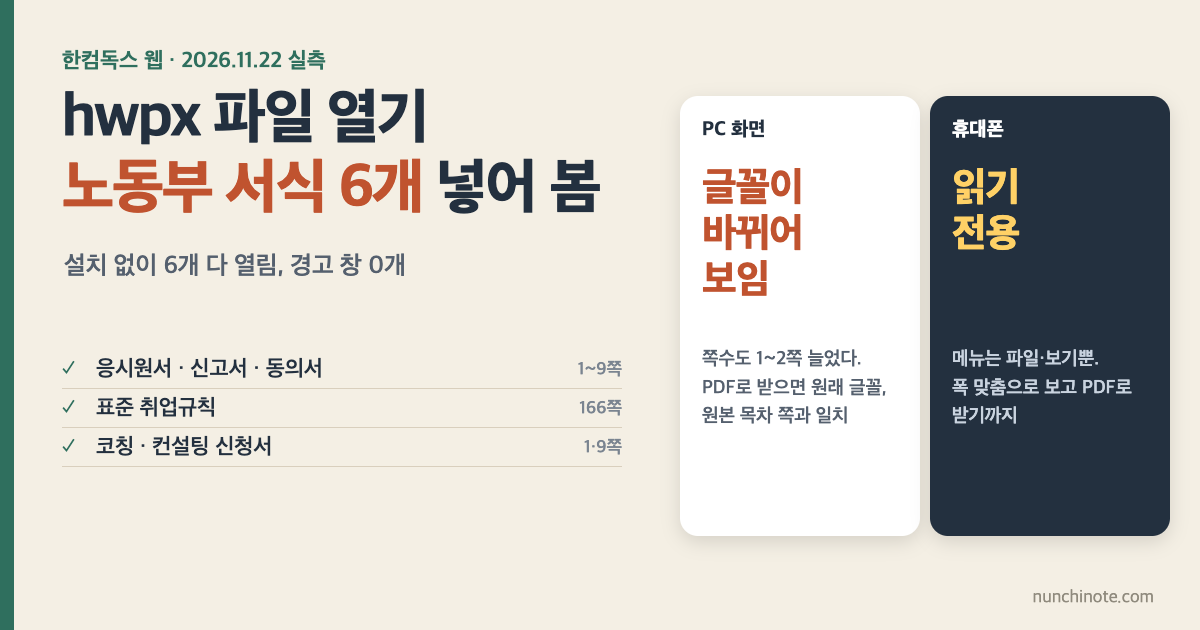 한컴독스 웹 · 2026.11.22 실측
hwpx 파일 열기
노동부 서식 6개 넣어 봄
설치 없이 6개 다 열림, 경고 창 0개
✓ 응시원서 · 신고서 · 동의서 1~9쪽
✓ 표준 취업규칙 166쪽
✓ 코칭 · 컨설팅 신청서 1·9쪽
PC 화면
글꼴이
바뀌어
보임
쪽수도 1~2쪽 늘었다.
PDF로 받으면 원래 글꼴,
원본 목차 쪽과 일치
휴대폰
읽기
전용
메뉴는 파일·보기뿐.
폭 맞춤으로 보고 PDF로
받기까지
nunchinote.com